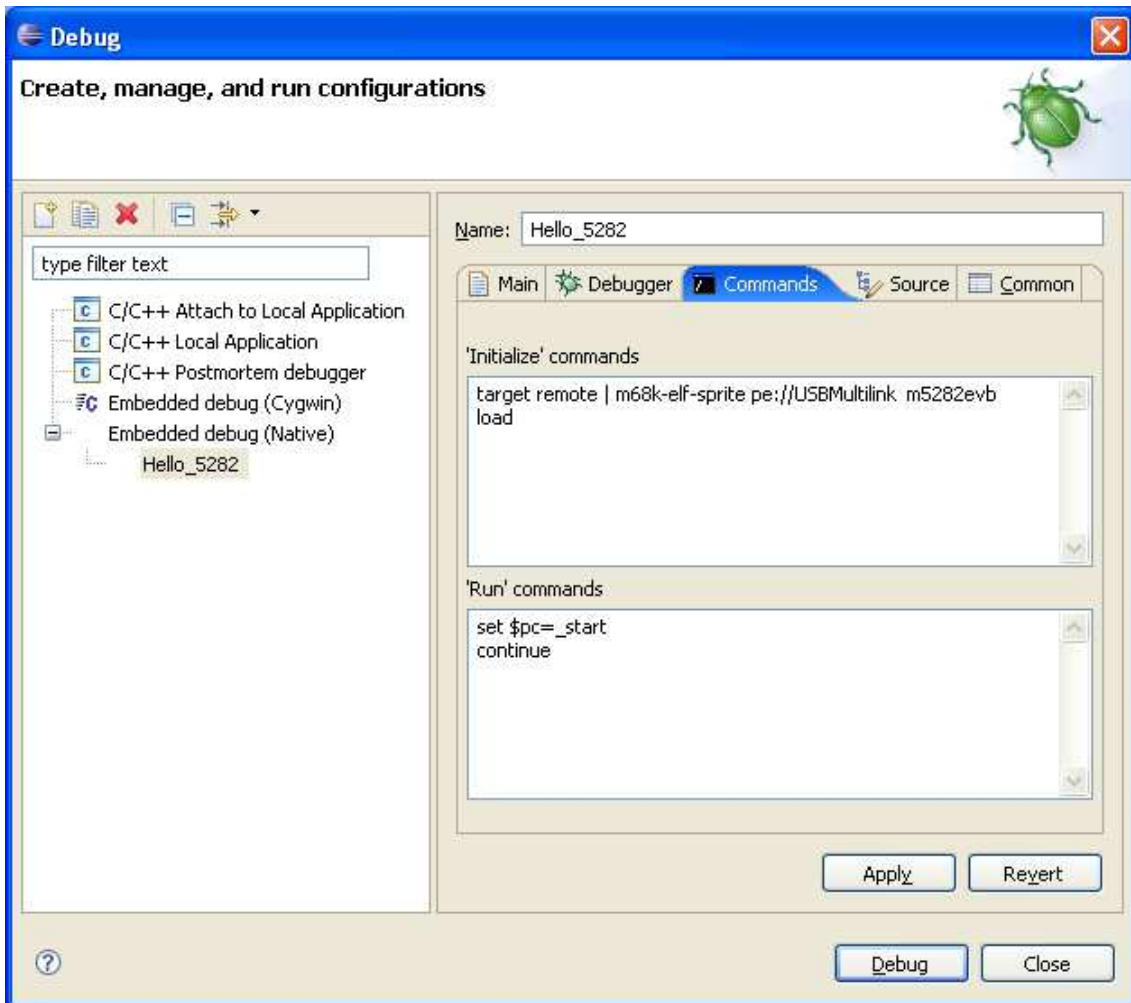 Debug
Create, manage, and run configurations
type filter text
C/C++ Attach to Local Application
C/C++ Local Application
C/C++ Postmortem debugger
Embedded debug (Cygwin)
Embedded debug (Native)
Hello_5282
Name: Hello_5282
Main Debugger Commands Source Common
'Initialize' commands
target remote | m68k-elf-sprite pe://USBMultilink m5282evb
load
'Run' commands
set $pc=_start
continue
Apply Revert
Debug Close